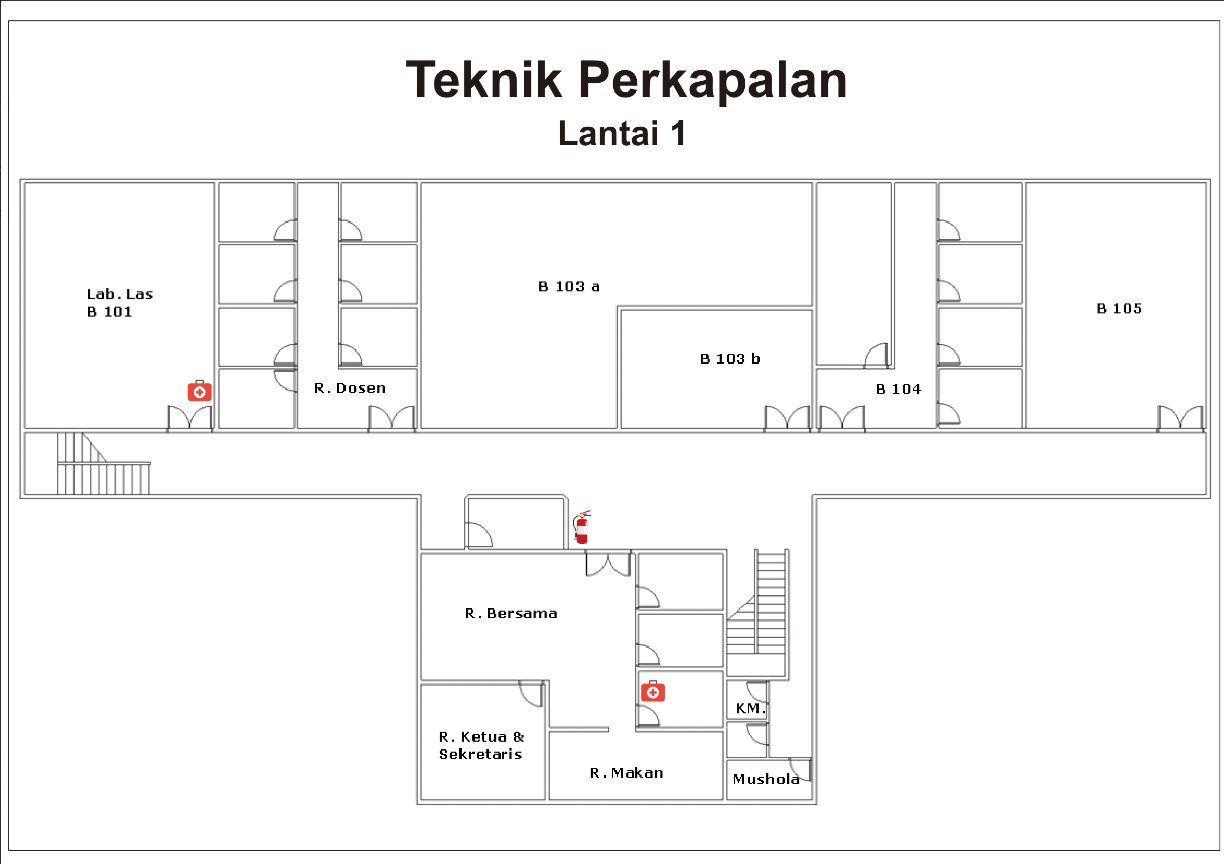 Teknik Perkapalan
Lantai 1
Lab. Las
B 101
R. Dosen
B 103 a
B 103 b
B 104
B 105
R. Bersama
R. Ketua &
Sekretaris
R. Makan
KM.
Mushola